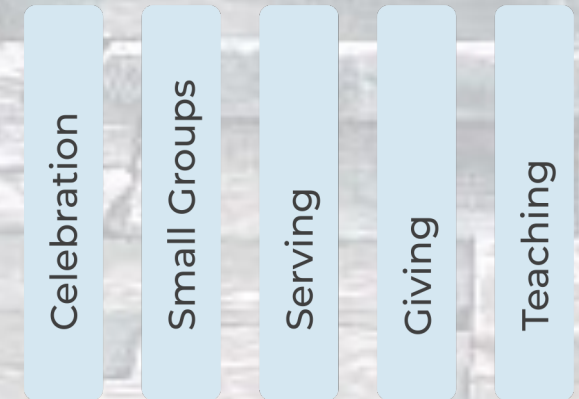 Celebration
Small Groups
Serving
Giving
Teaching